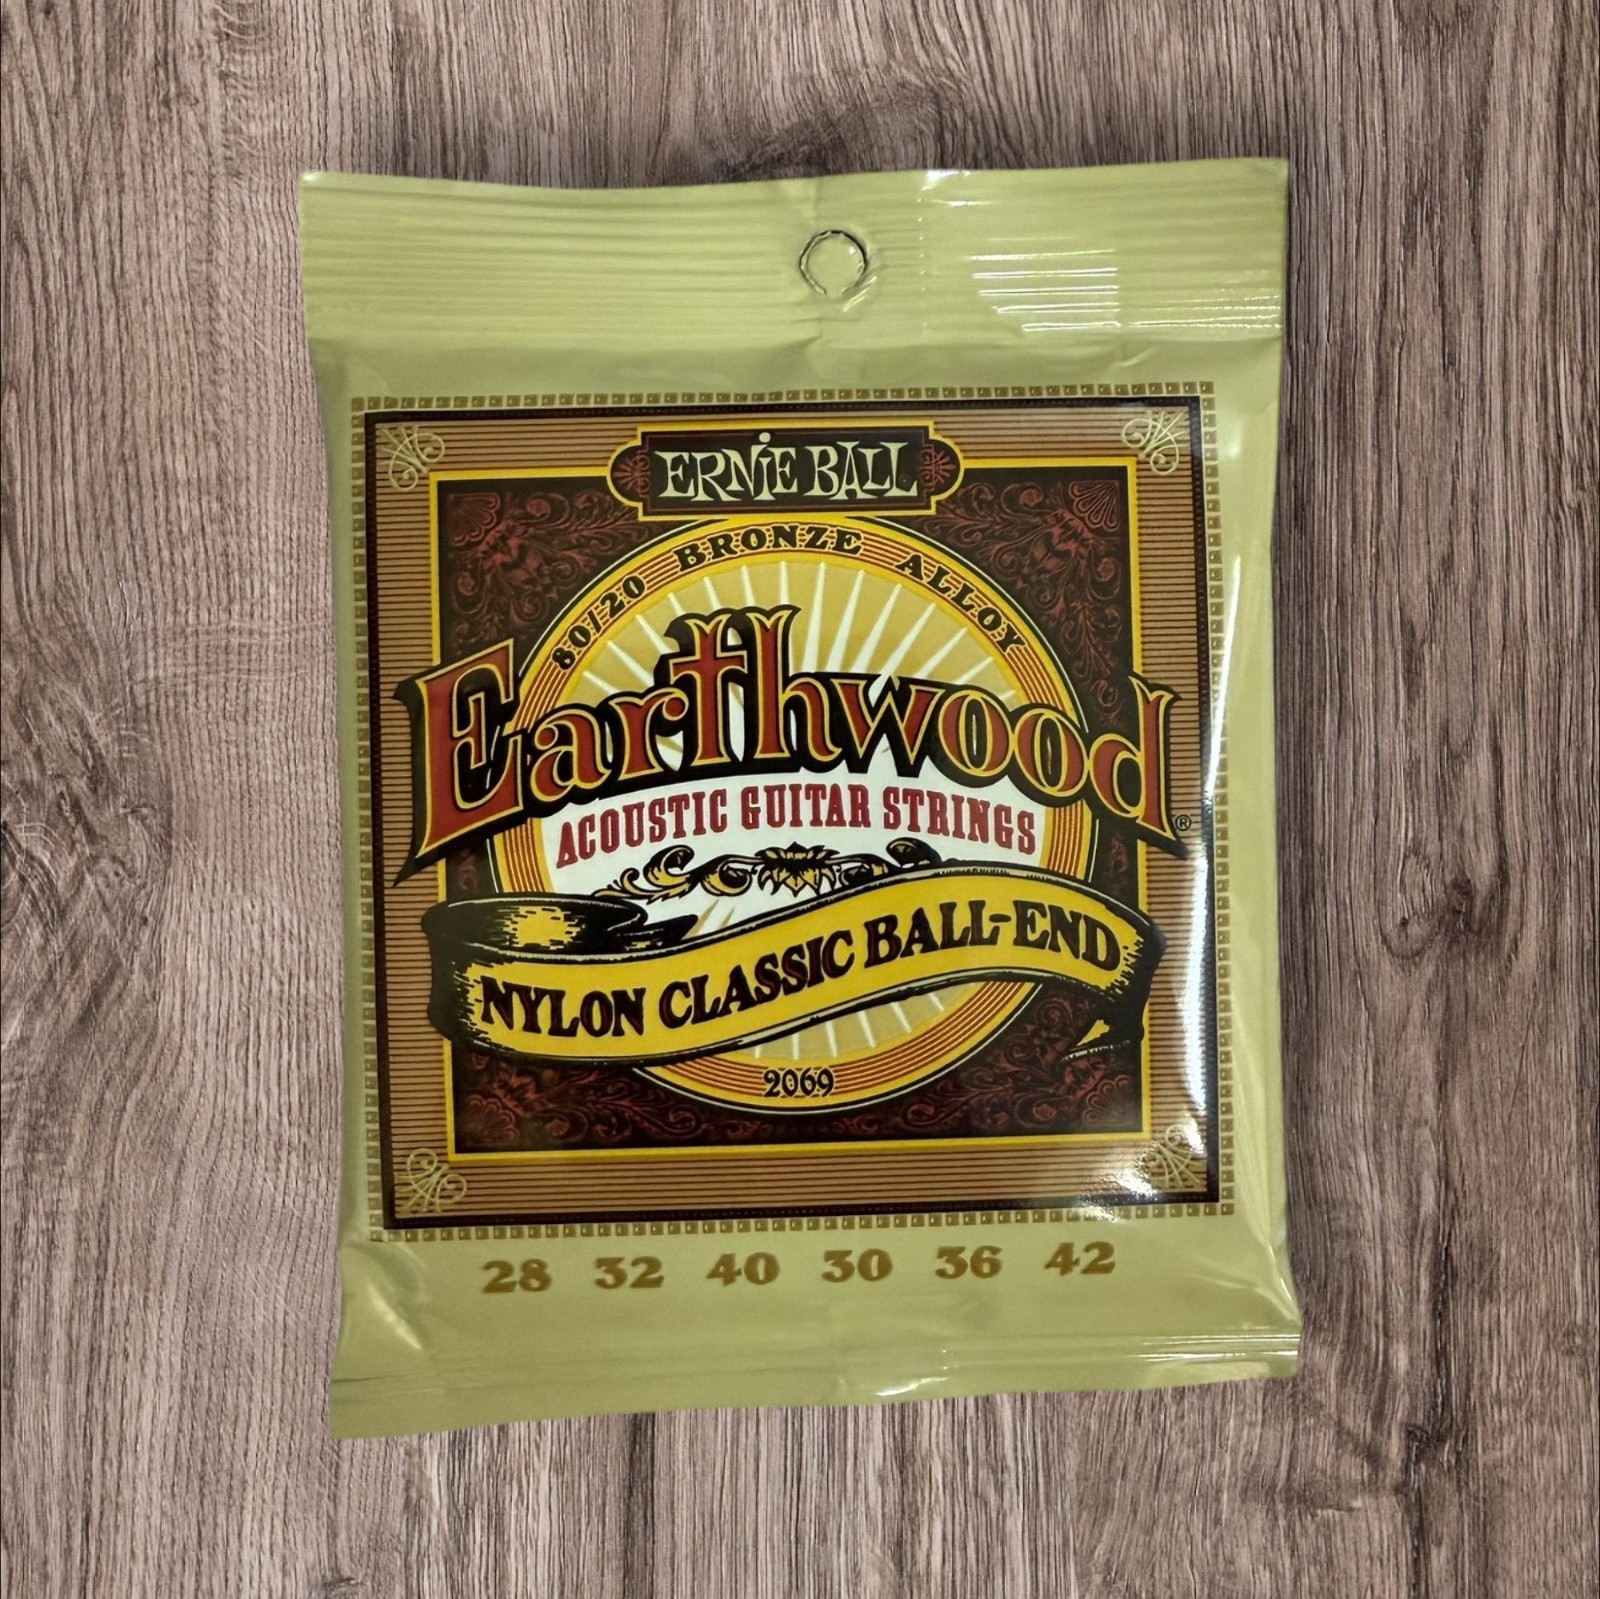 ERNIE BALL
80/20 BRONZE ALLOY
Earthwood®
ACOUSTIC GUITAR STRINGS
NYLON CLASSIC BALL-END
2069
28 32 40 30 36 42